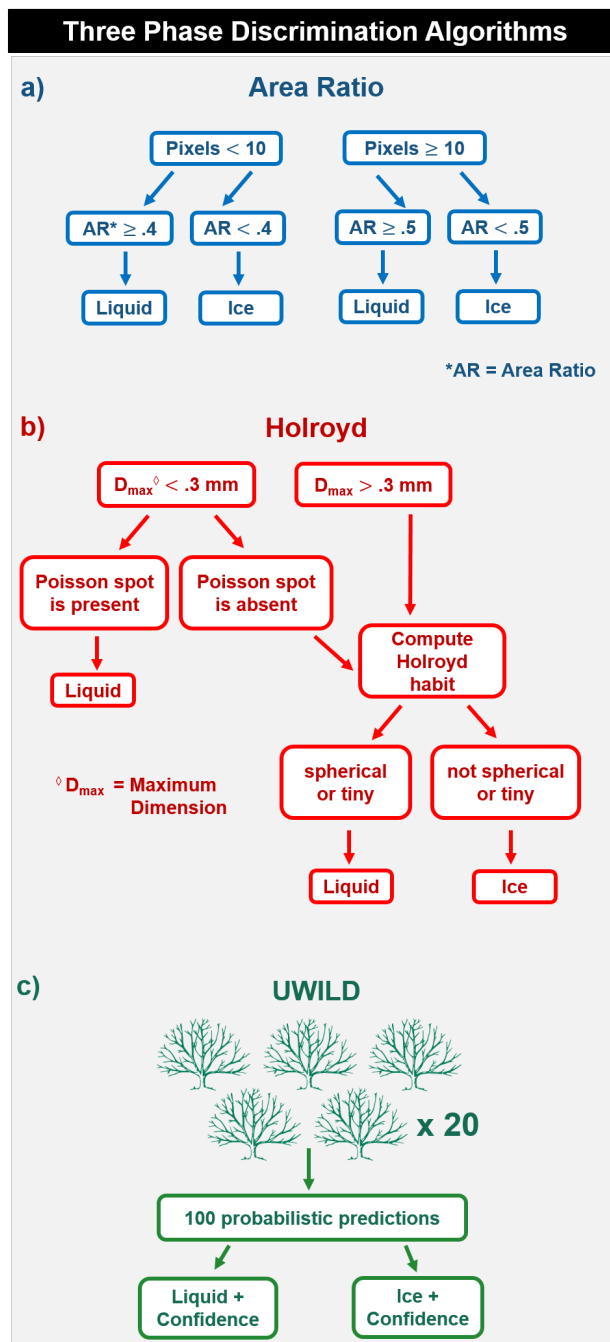 Three Phase Discrimination Algorithms
a)
Area Ratio
Pixels < 10
Pixels ≥ 10
AR* ≥ .4
AR < .4
AR ≥ .5
AR < .5
Liquid
Ice
Liquid
Ice
*AR = Area Ratio
b)
Holroyd
Dmax◊ < .3 mm
Dmax > .3 mm
Poisson spot
is present
Poisson spot
is absent
Compute
Holroyd
habit
Liquid
spherical
or tiny
not spherical
or tiny
◊ Dmax = Maximum
Dimension
Liquid
Ice
c)
UWILD
x 20
100 probabilistic predictions
Liquid +
Confidence
Ice +
Confidence